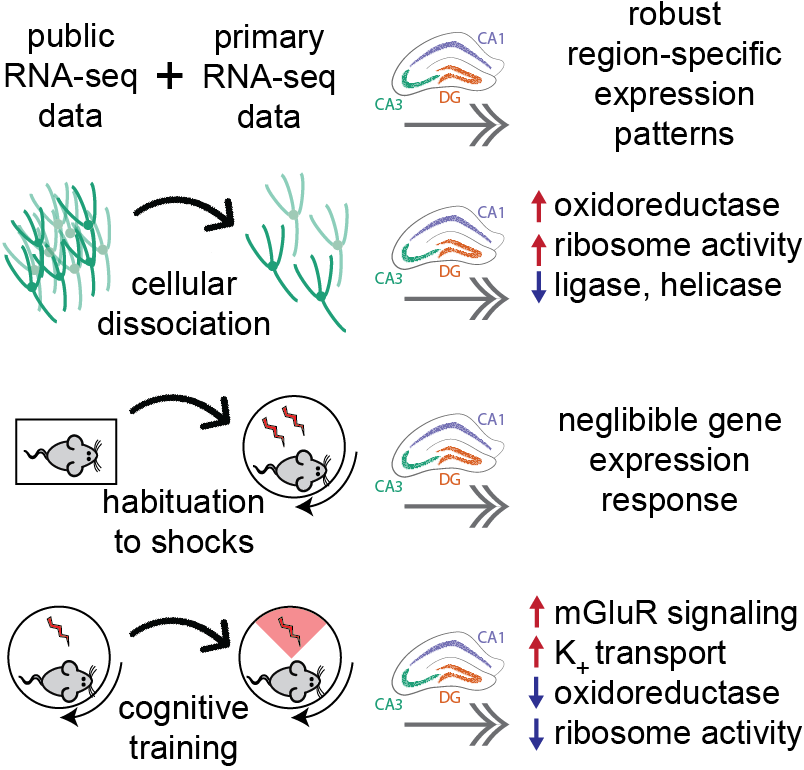 public
RNA-seq
data
+
primary
RNA-seq
data
CA1
CA3
DG
robust
region-specific
expression
patterns
cellular
dissociation
CA1
CA3
DG
oxidoreductase
ribosome activity
ligase, helicase
habituation
to shocks
CA1
CA3
DG
neglibible gene
expression
response
cognitive
training
CA1
CA3
DG
mGluR signaling
K+ transport
oxidoreductase
ribosome activity